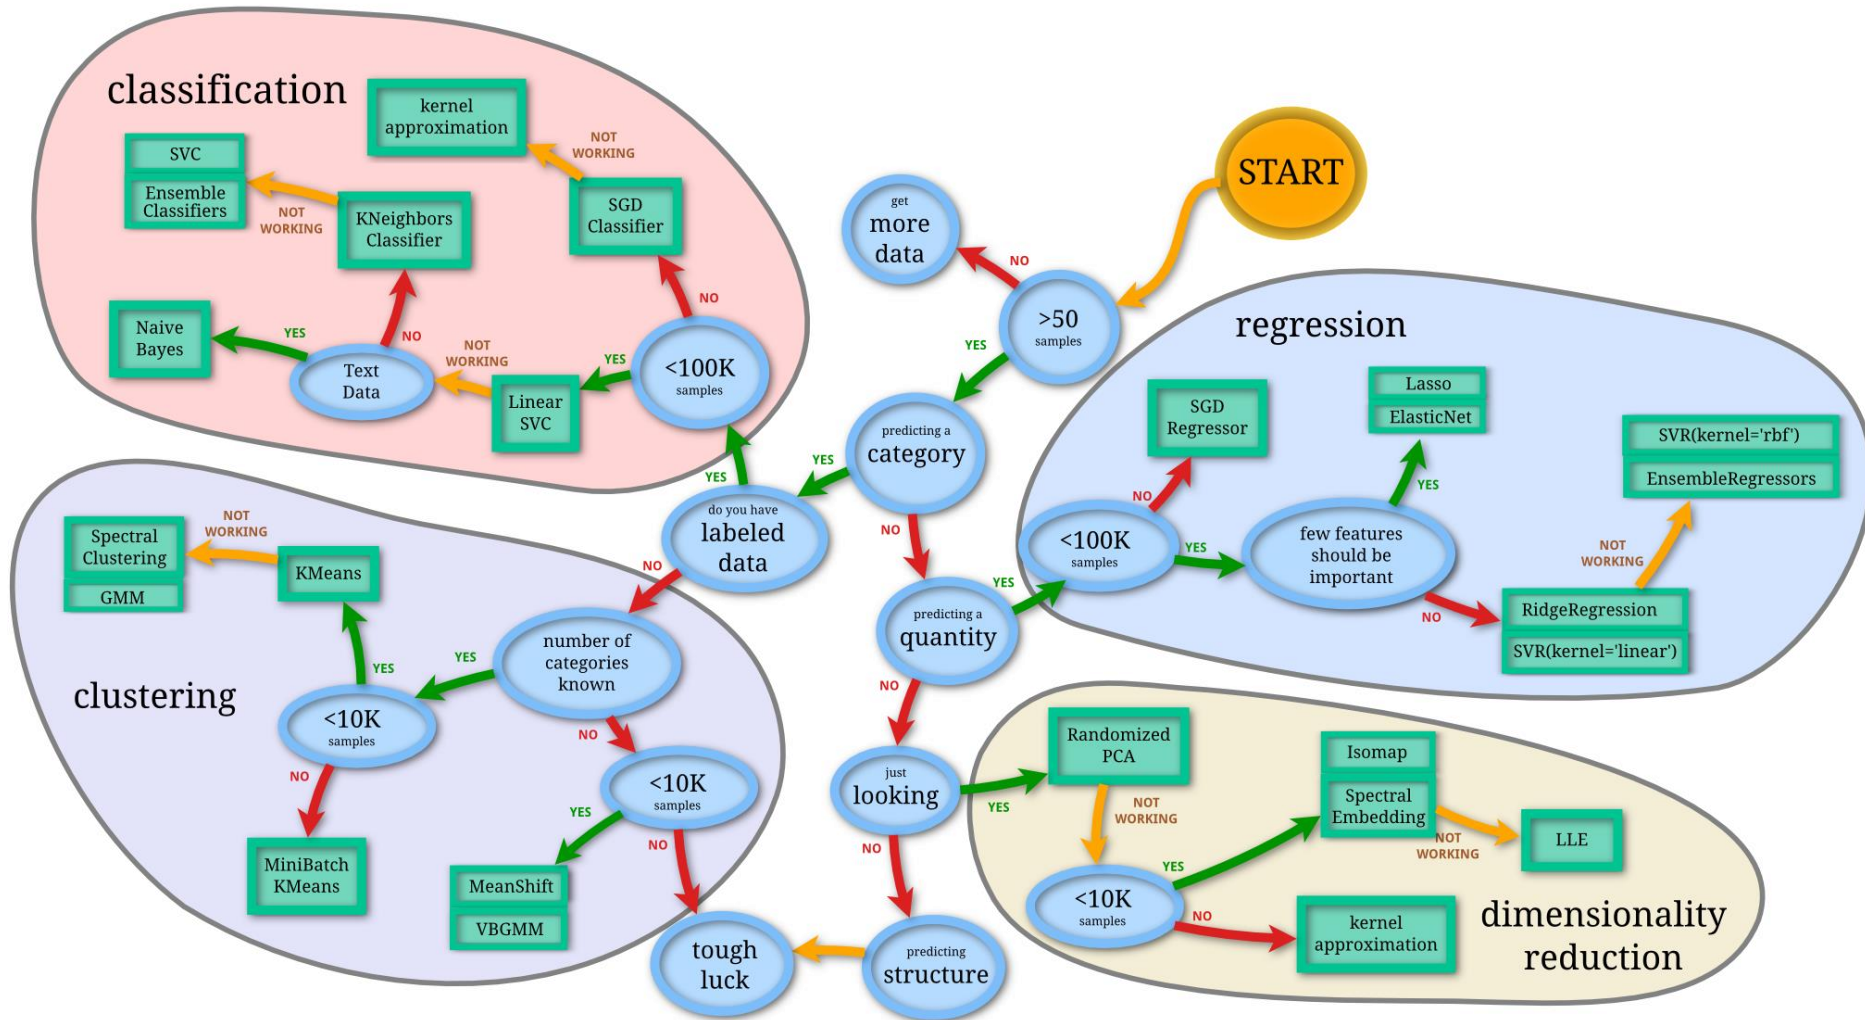 classification
kernel
approximation
NOT
WORKING
SVC
Ensemble
Classifiers
NOT
WORKING
KNeighbors
Classifier
SGD
Classifier
NO
Naive
Bayes
YES
NO
Text
Data
NOT
WORKING
Linear
SVC
YES
<100K
samples
START
get
more
data
NO
>50
samples
YES
predicting a
category
YES
NO
YES
do you have
labeled
data
NO
regression
SGD
Regressor
NO
<100K
samples
YES
YES
few features
should be
important
Lasso
ElasticNet
YES
NO
SVR(kernel='rbf')
EnsembleRegressors
NOT
WORKING
RidgeRegression
SVR(kernel='linear')
predicting a
quantity
NO
clustering
Spectral
Clustering
GMM
NOT
WORKING
KMeans
YES
<10K
samples
YES
number of
categories
known
NO
NO
MiniBatch
KMeans
<10K
samples
YES
NO
MeanShift
VBGMM
tough
luck
just
looking
YES
NO
predicting
structure
Randomized
PCA
NOT
WORKING
<10K
samples
YES
NO
Isomap
Spectral
Embedding
NOT
WORKING
LLE
kernel
approximation
dimensionality
reduction